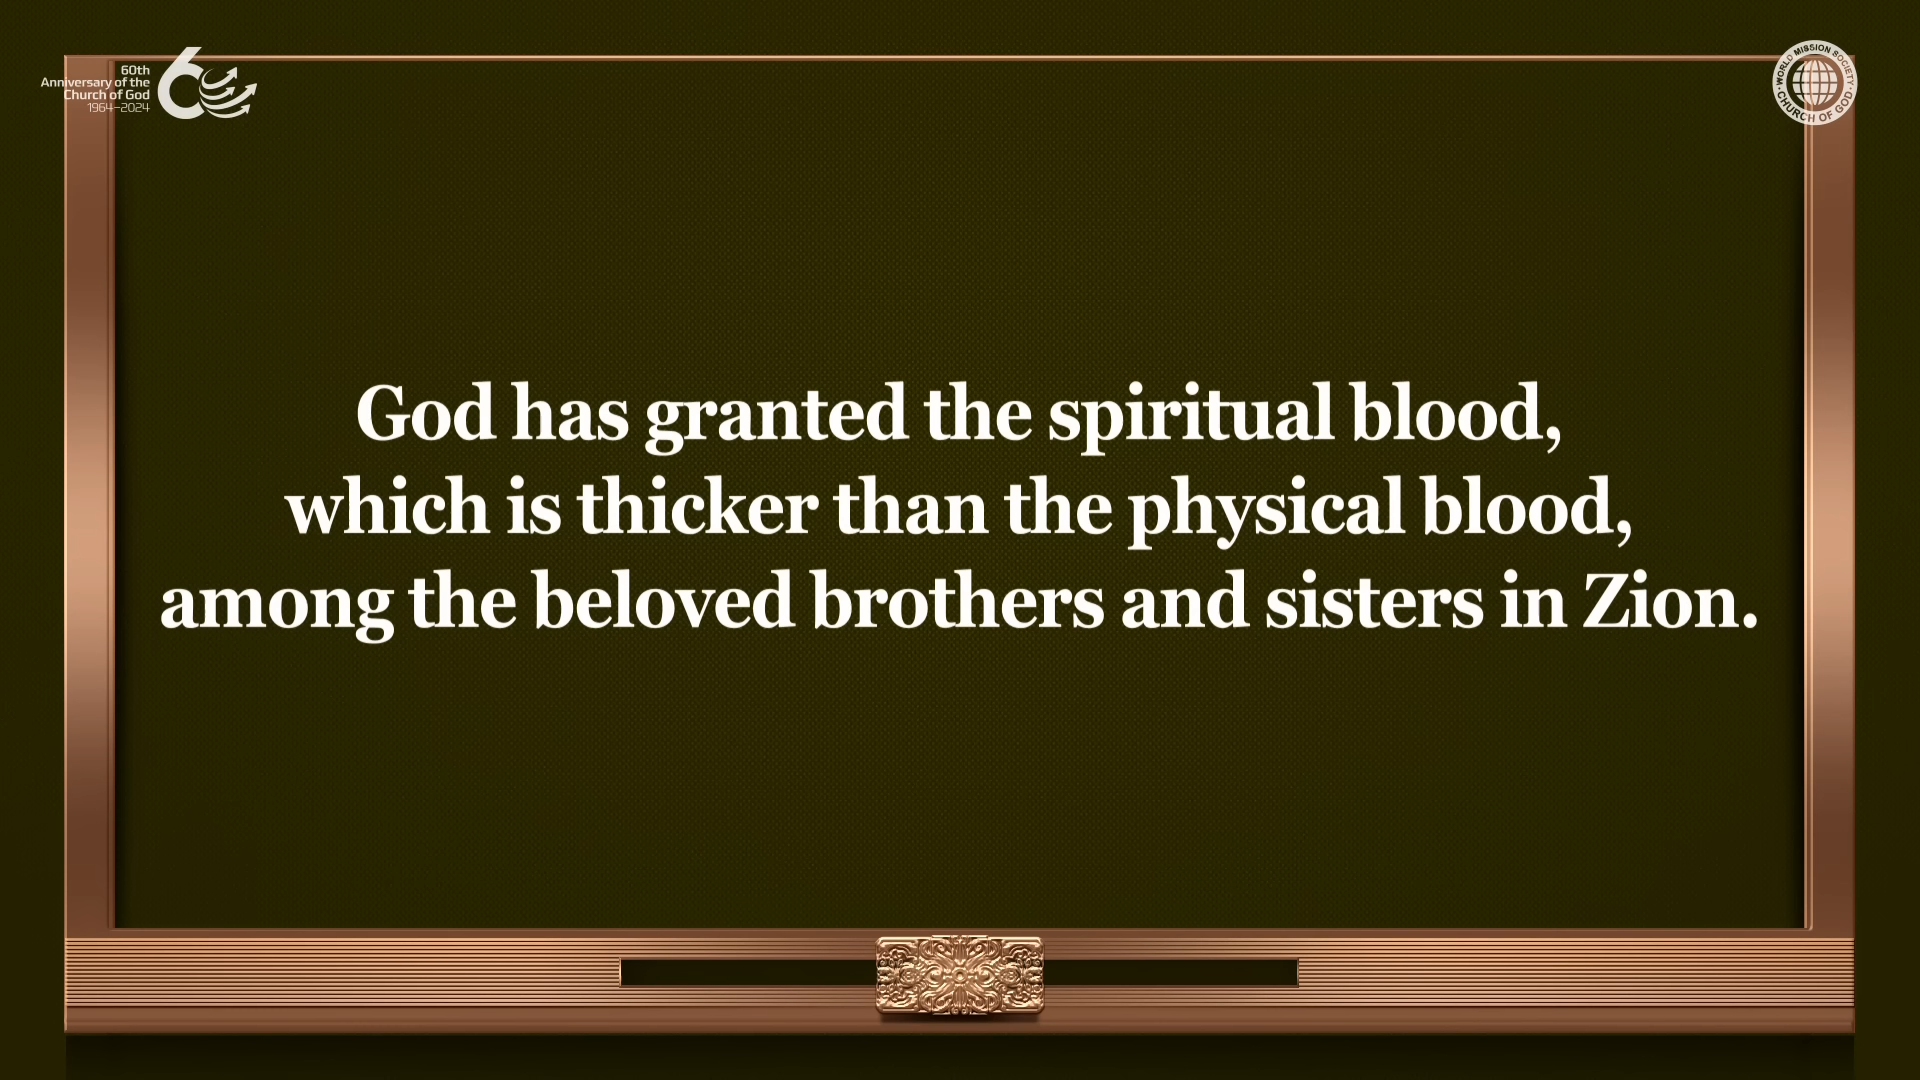 60th
Anniversary of the
Church of God
1964–2024
60
WORLD MISSION SOCIETY
CHURCH OF GOD
God has granted the spiritual blood,
which is thicker than the physical blood,
among the beloved brothers and sisters in Zion.